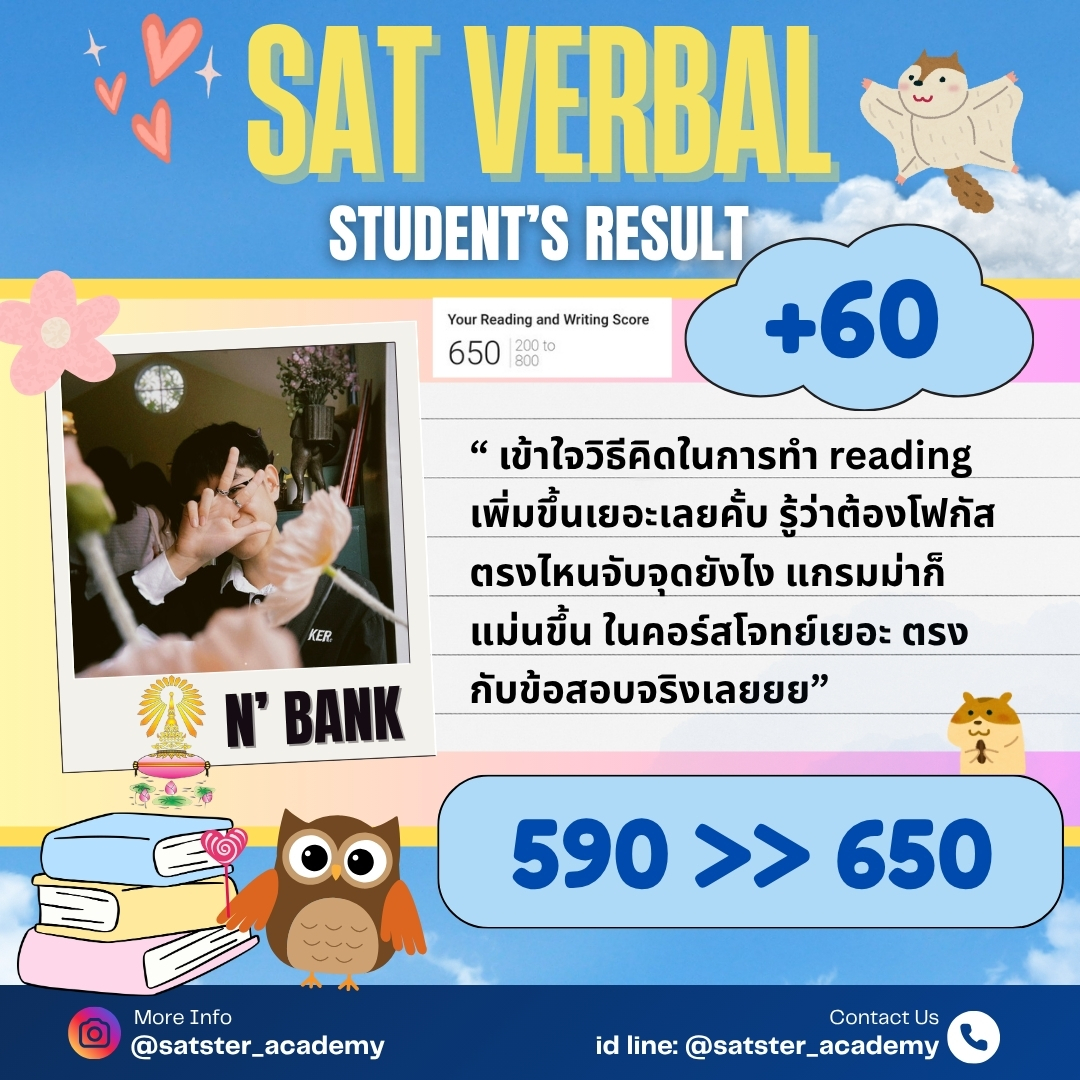 SAT VERBAL
STUDENT'S RESULT
+60
Your Reading and Writing Score
650 200 to
800
“ เข้าใจวิธีคิดในการทำ reading
เพิ่มขึ้นเยอะเลยคั้บ รู้ว่าต้องโฟกัส
ตรงไหนจับจุดยังไง แกรมม่าก็
แม่นขึ้น ในคอร์สโจทย์เยอะ ตรง
กับข้อสอบจริงเลยยย”
KER.
N’ BANK
590 >> 650
More Info
@satster_academy
Contact Us
id line: @satster_academy